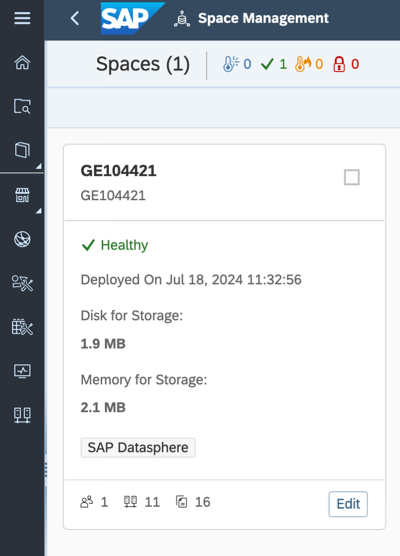 SAP Space Management
Spaces (1) 0 1 0 0
GE104421
GE104421
Healthy
Deployed On Jul 18, 2024 11:32:56
Disk for Storage:
1.9 MB
Memory for Storage:
2.1 MB
SAP Datasphere
1 11 16 Edit